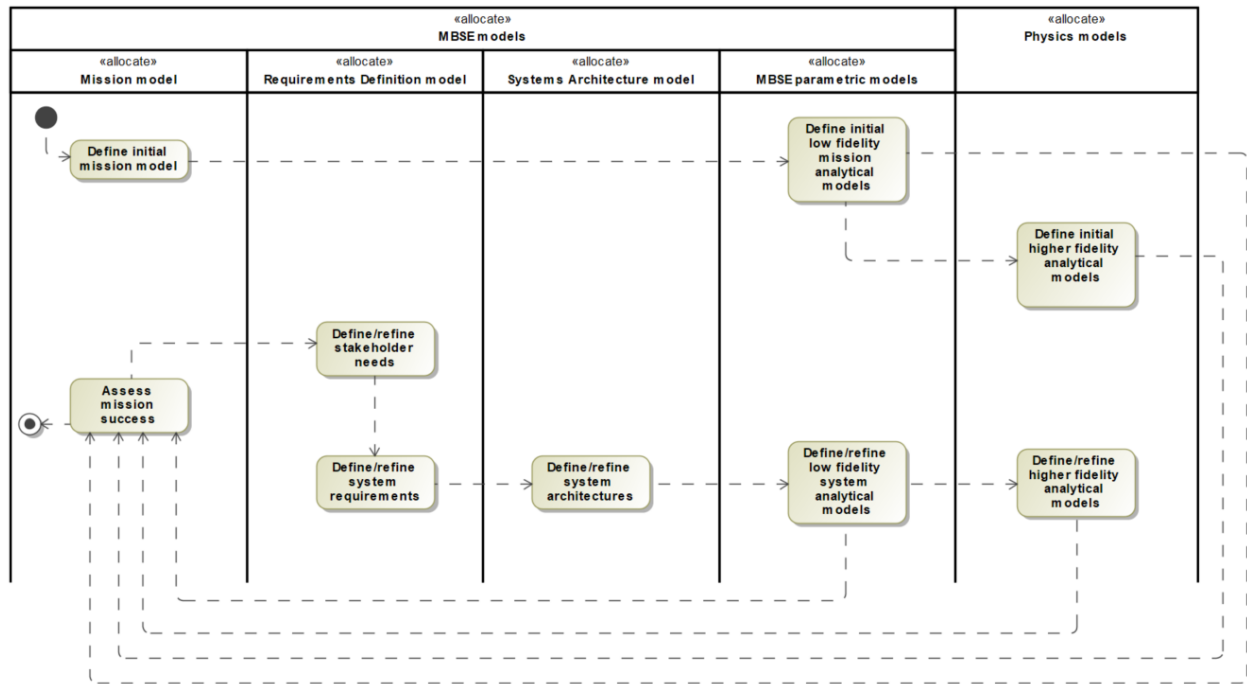 «allocate»
MBSE models
«allocate»
Physics models
«allocate»
Mission model
«allocate»
Requirements Definition model
«allocate»
Systems Architecture model
«allocate»
MBSE parametric models
Define initial
mission model
Define initial
low fidelity
mission
analytical
models
Define initial
higher fidelity
analytical
models
Define/refine
stakeholder
needs
Assess
mission
success
Define/refine
system
requirements
Define/refine
system
architectures
Define/refine
low fidelity
system
analytical
models
Define/refine
higher fidelity
analytical
models